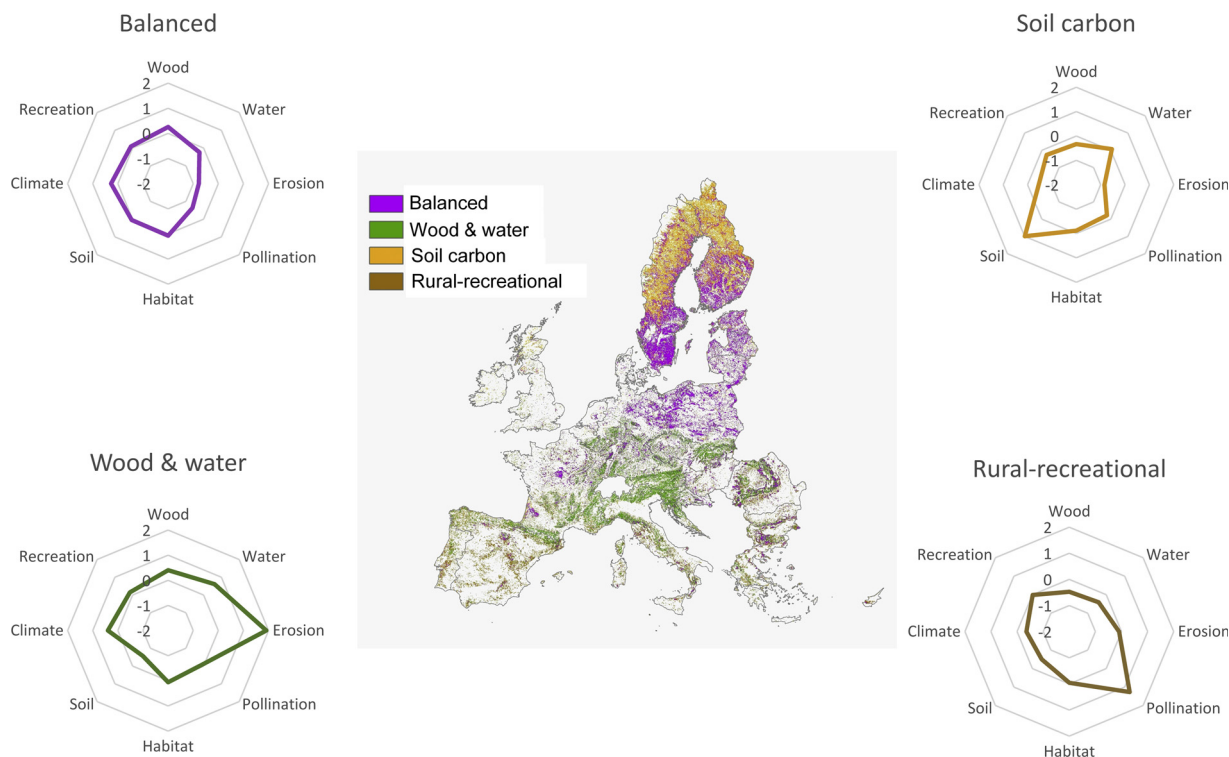 Balanced
Wood
2
1
0
-1
-2
Recreation
Water
Climate
Erosion
Soil
Pollination
Habitat
Soil carbon
Wood
2
1
0
-1
-2
Recreation
Water
Climate
Erosion
Soil
Pollination
Habitat
Balanced
Wood & water
Soil carbon
Rural-recreational
Wood & water
Wood
2
1
0
-1
-2
Recreation
Water
Climate
Erosion
Soil
Pollination
Habitat
Rural-recreational
Wood
2
1
0
-1
-2
Recreation
Water
Climate
Erosion
Soil
Pollination
Habitat